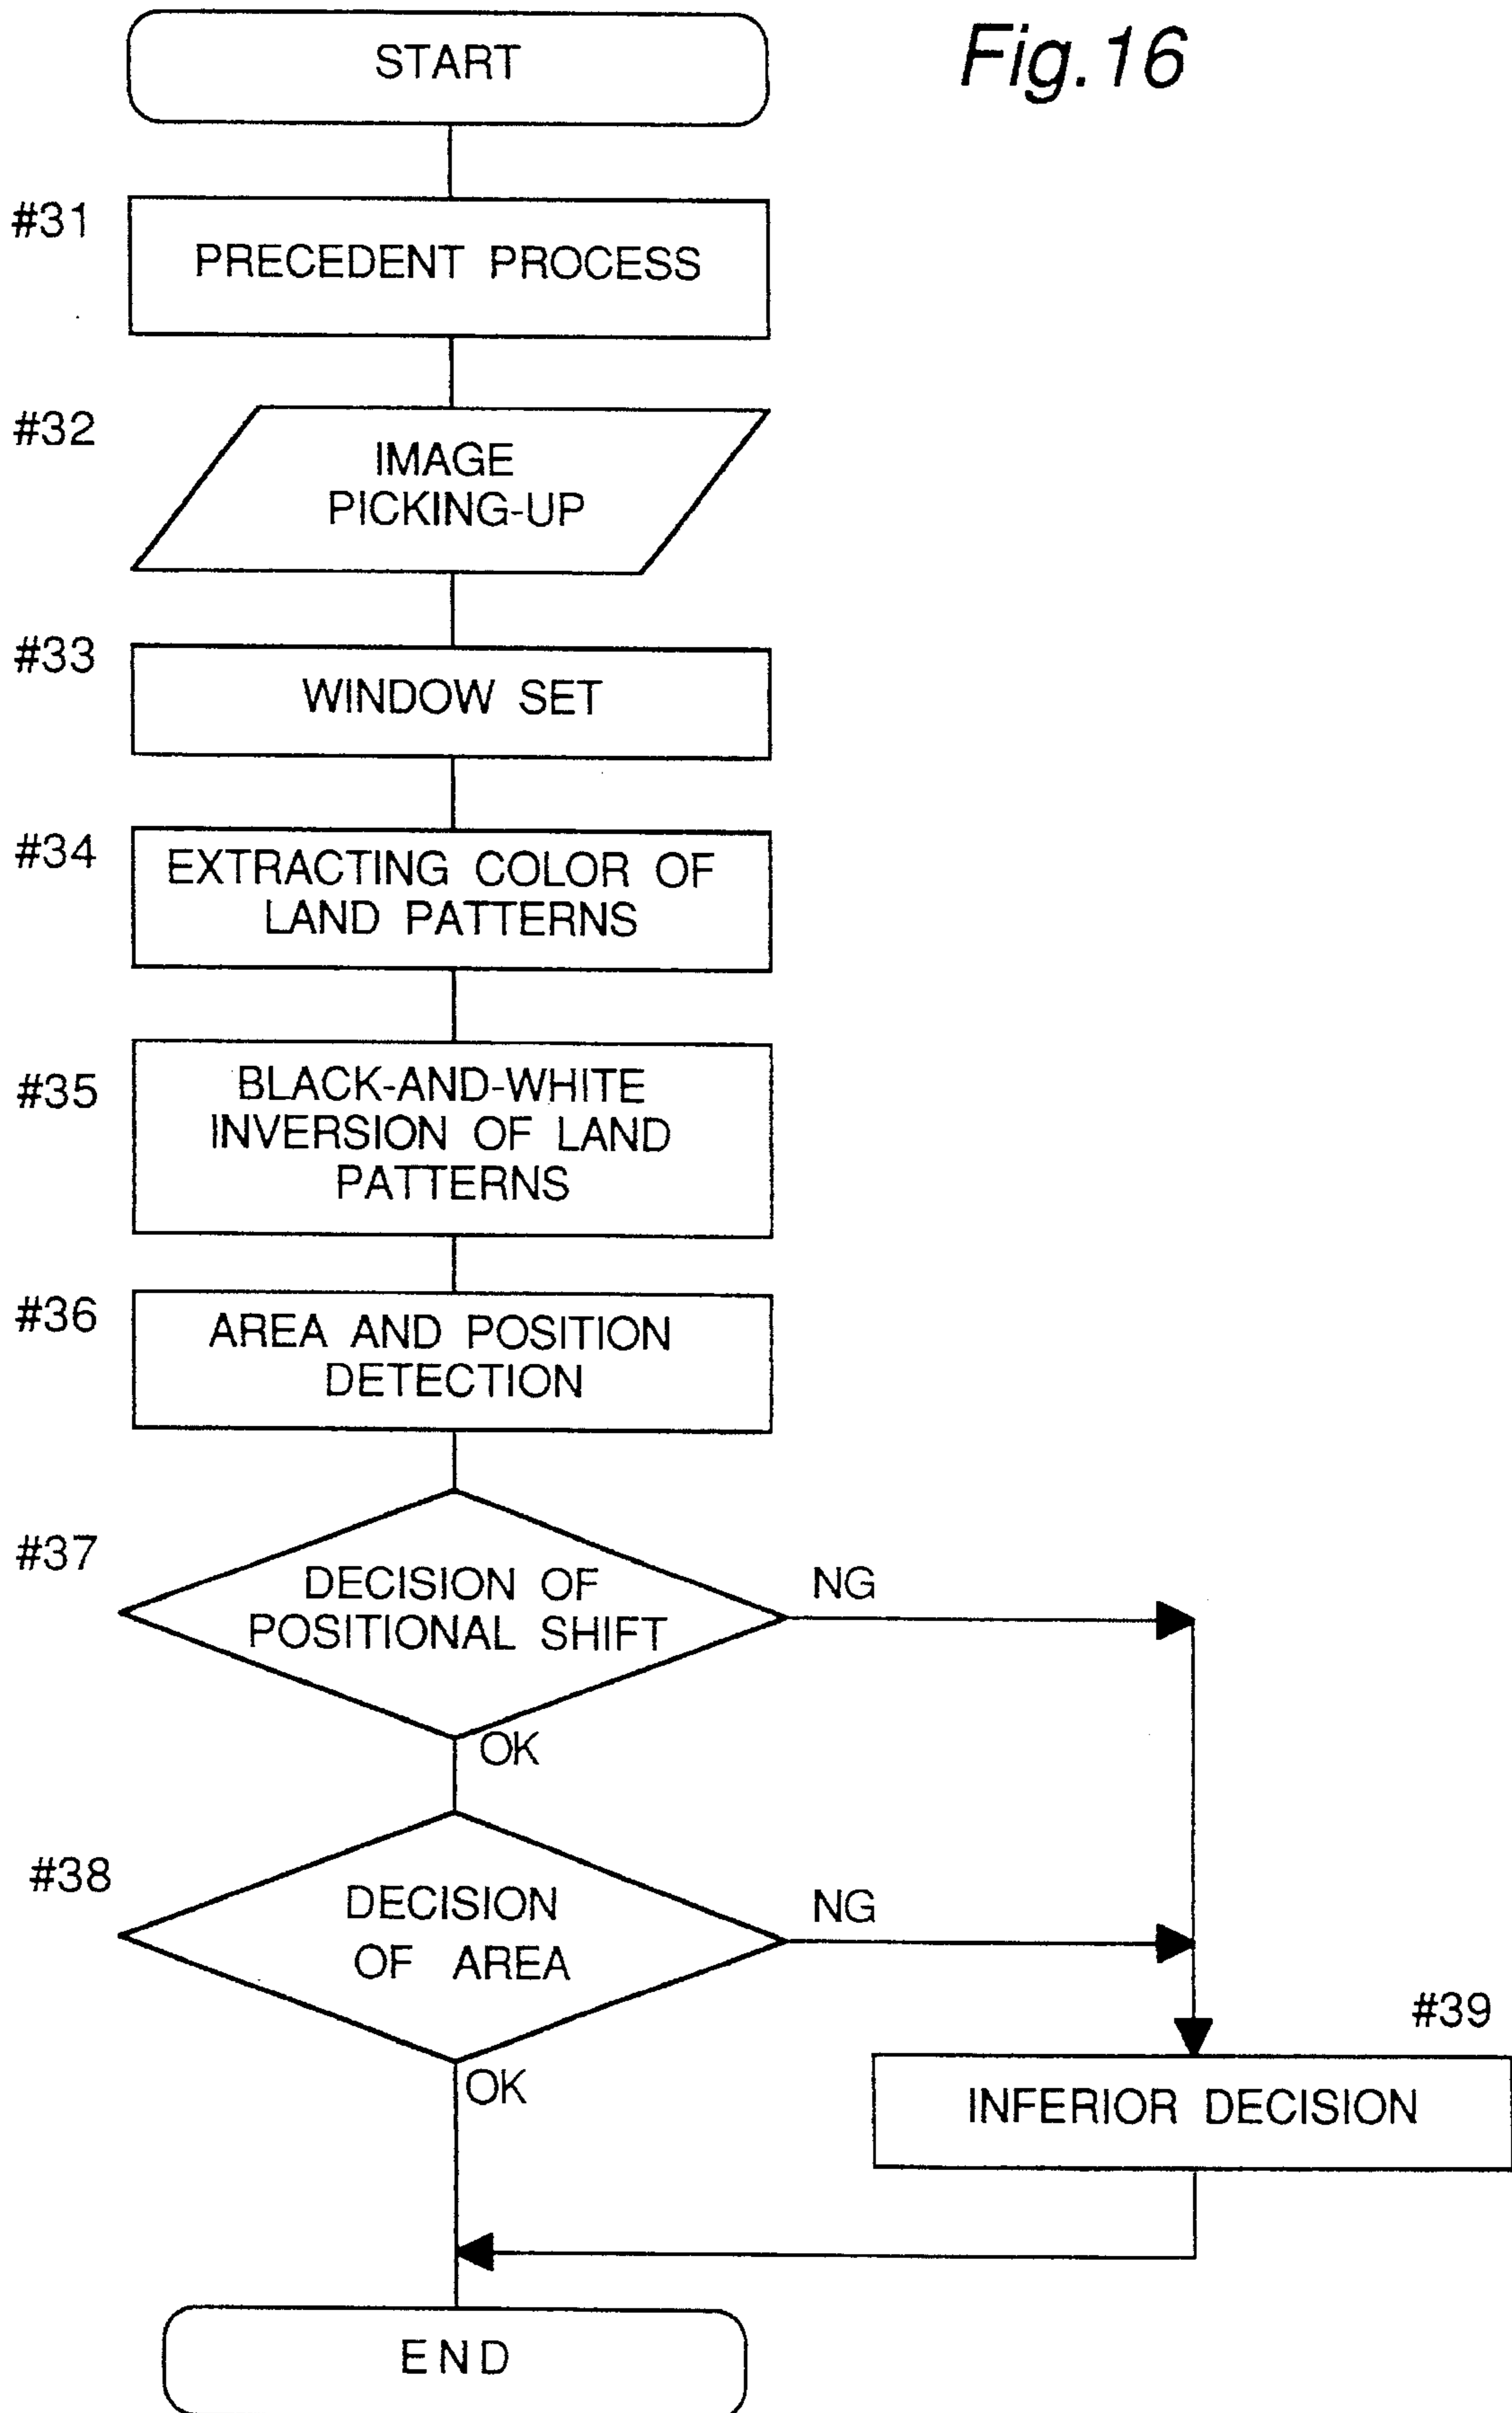 Fig.16
START
#31
PRECEDENT PROCESS
#32
IMAGE
PICKING-UP
#33
WINDOW SET
#34
EXTRACTING COLOR OF
LAND PATTERNS
#35
BLACK-AND-WHITE
INVERSION OF LAND
PATTERNS
#36
AREA AND POSITION
DETECTION
#37
DECISION OF
POSITIONAL SHIFT
NG
OK
#38
DECISION
OF AREA
NG
OK
#39
INFERIOR DECISION
END